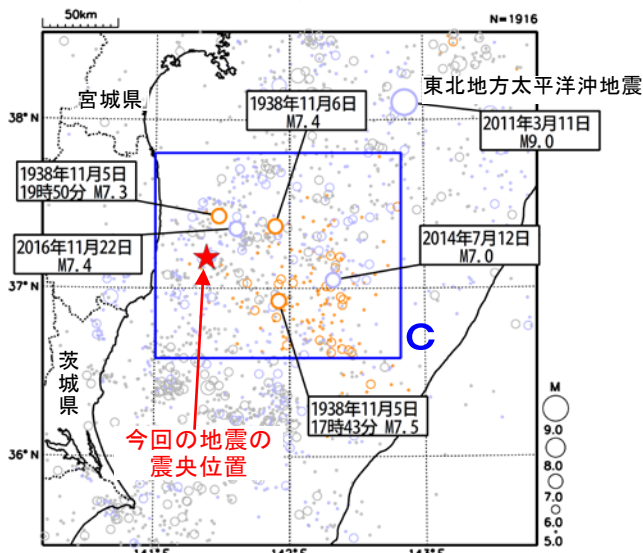 50km
N=1916
宮城県
東北地方太平洋沖地震
38°N
1938年11月6日
M7.4
2011年3月11日
M9.0
1938年11月5日
19時50分 M7.3
2016年11月22日
M7.4
2014年7月12日
M7.0
37°N
C
茨城県
1938年11月5日
17時43分 M7.5
今回の地震の
震央位置
36°N
M
9.0
8.0
7.0
6.0
5.0
141°E
142°E
143°E